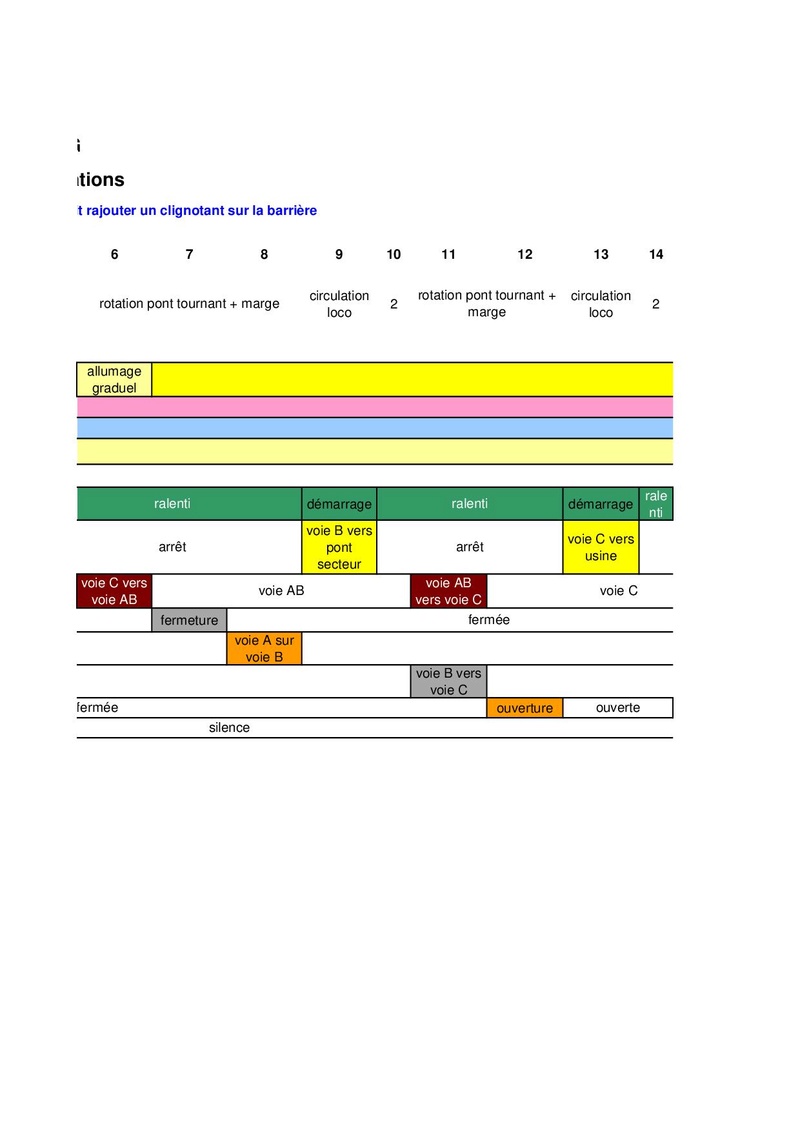 tions
t rajouter un clignotant sur la barrière
6 7 8 9 10 11 12 13 14
rotation pont tournant + marge
circulation
loco
2
rotation pont tournant +
marge
circulation
loco
2
allumage
graduel
ralenti
démarrage
ralenti
démarrage
rale
nti
arrêt
voie B vers
pont
secteur
arrêt
voie C vers
usine
voie C vers
voie AB
voie AB
voie AB
vers voie C
voie C
fermeture
fermée
voie A sur
voie B
voie B vers
voie C
fermée
ouverture
ouverte
silence